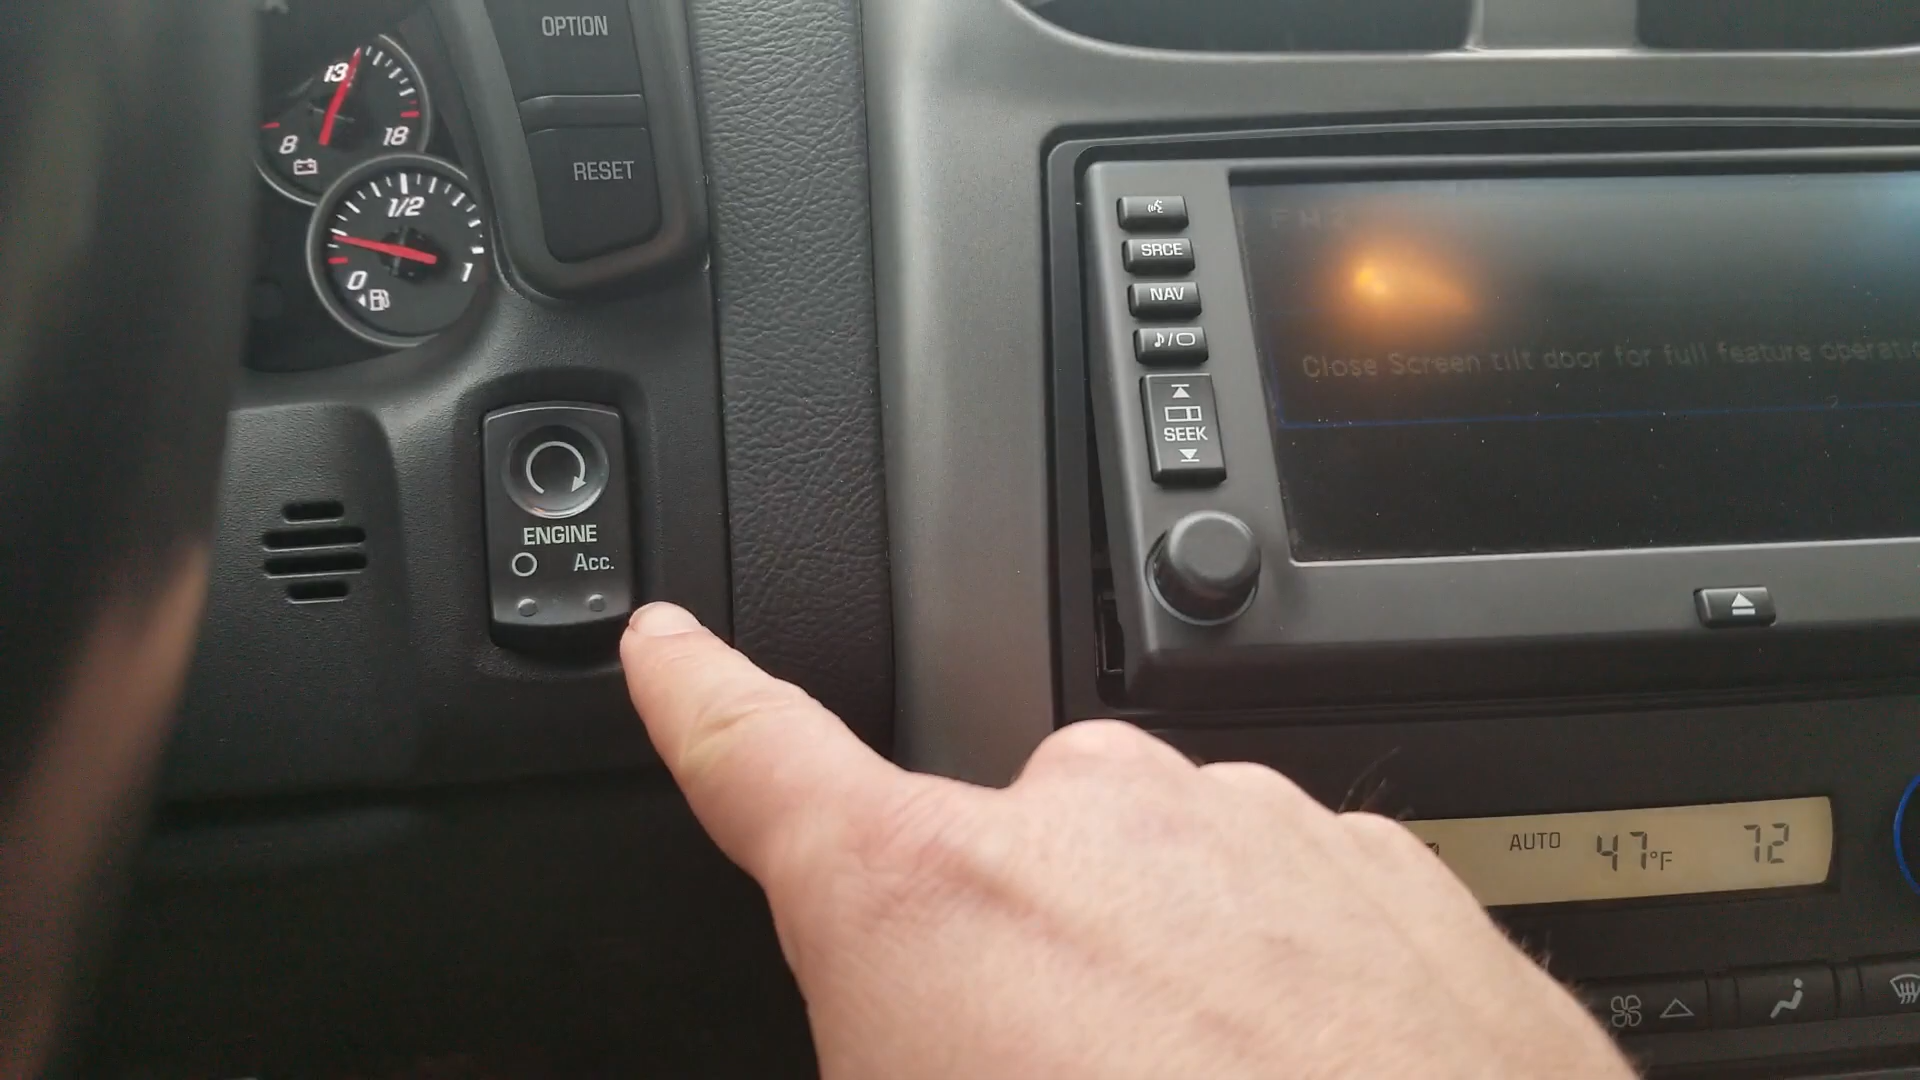 OPTION
RESET
13
8
18
1/2
0
1
ENGINE
Acc.
SRCE
NAV
SEEK
Close Screen tilt door for full feature
AUTO
47°F
72